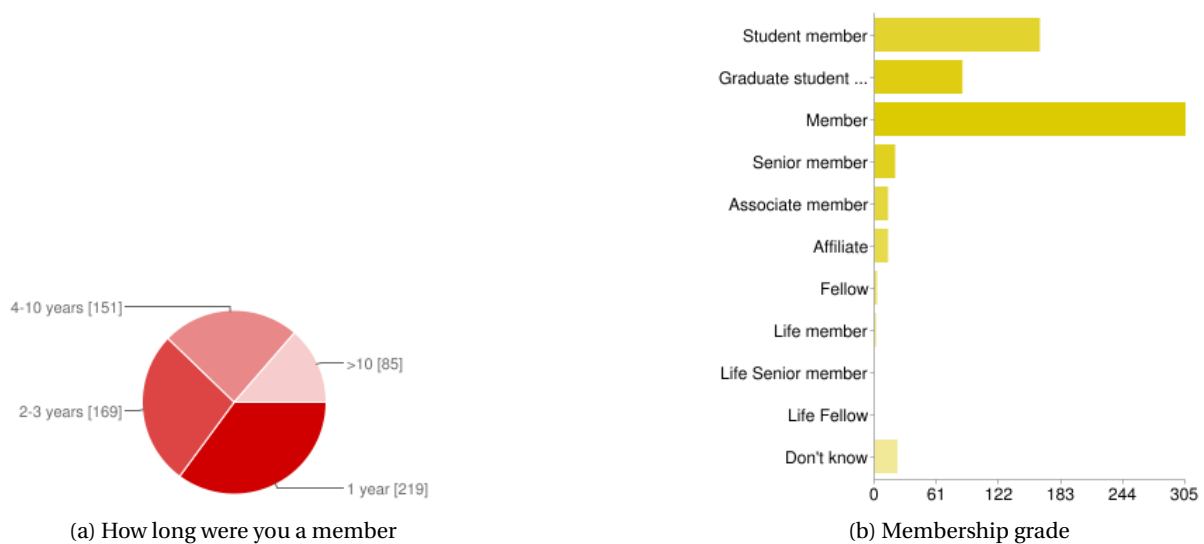 4-10 years [151]
>10 [85]
2-3 years [169]
1 year [219]
(a) How long were you a member
Student member
Graduate student ...
Member
Senior member
Associate member
Affiliate
Fellow
Life member
Life Senior member
Life Fellow
Don't know
0 61 122 183 244 305
(b) Membership grade